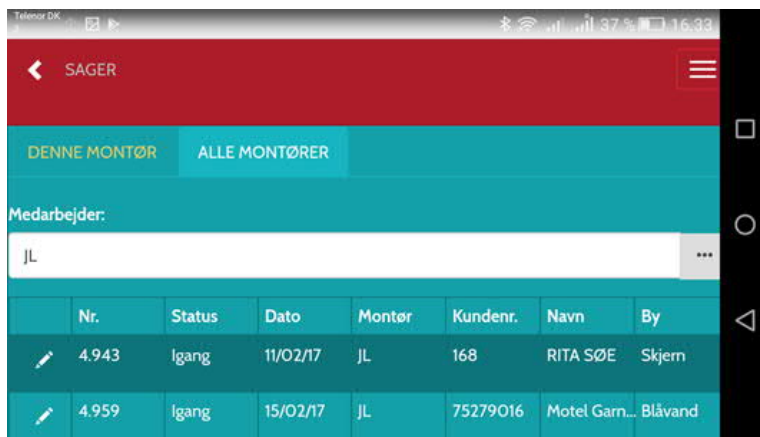 Telenor DK
37 % 16.33
SAGER
DENNE MONTØR ALLE MONTØRER
Medarbejder:
JL
Nr. Status Dato Montør Kundenr. Navn By
4.943 Igang 11/02/17 JL 168 RITA SØE Skjern
4.959 Igang 15/02/17 JL 75279016 Motel Garn... Blåvand